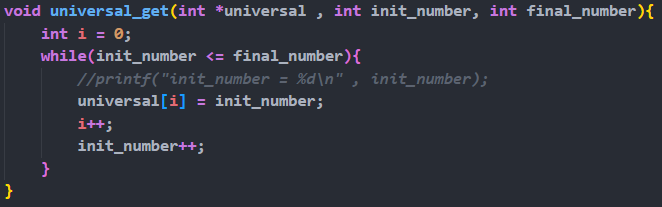 void universal_get(int *universal , int init_number, int final_number){
    int i = 0;
    while(init_number <= final_number){
        //printf("init_number = %d\n" , init_number);
        universal[i] = init_number;
        i++;
        init_number++;
    }
}